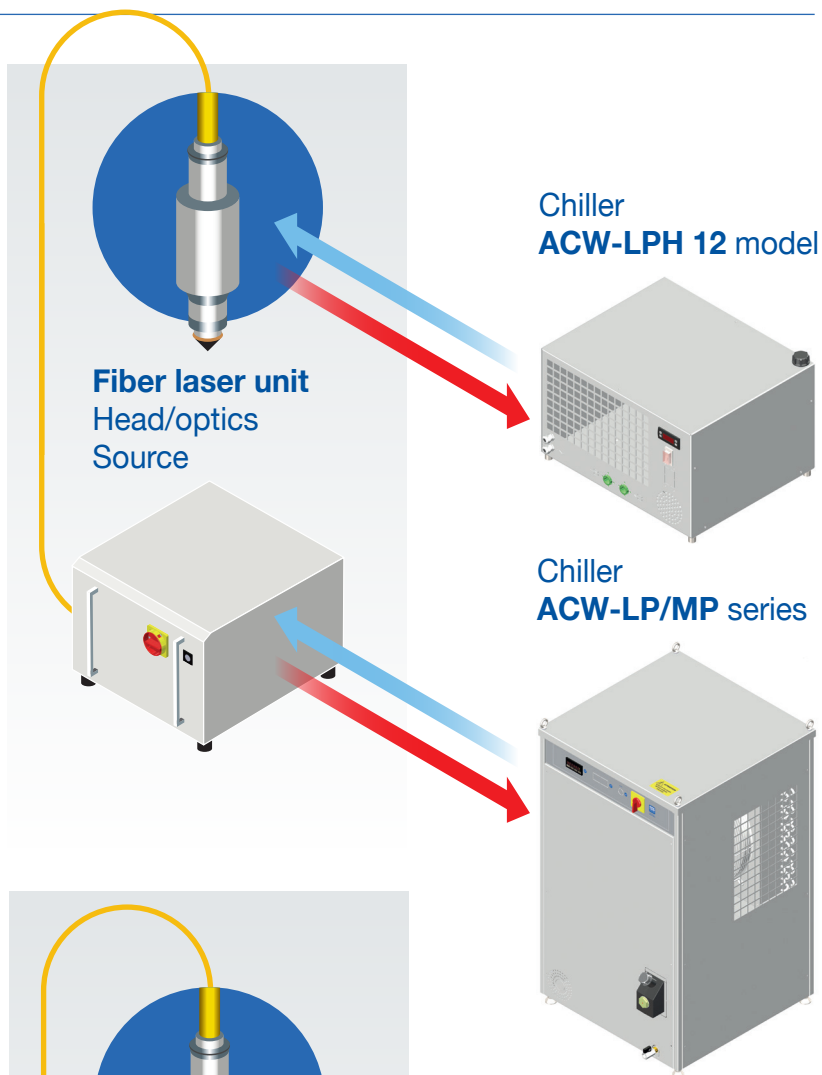 Chiller
ACW-LPH 12 model
Fiber laser unit
Head/optics
Source
Chiller
ACW-LP/MP series